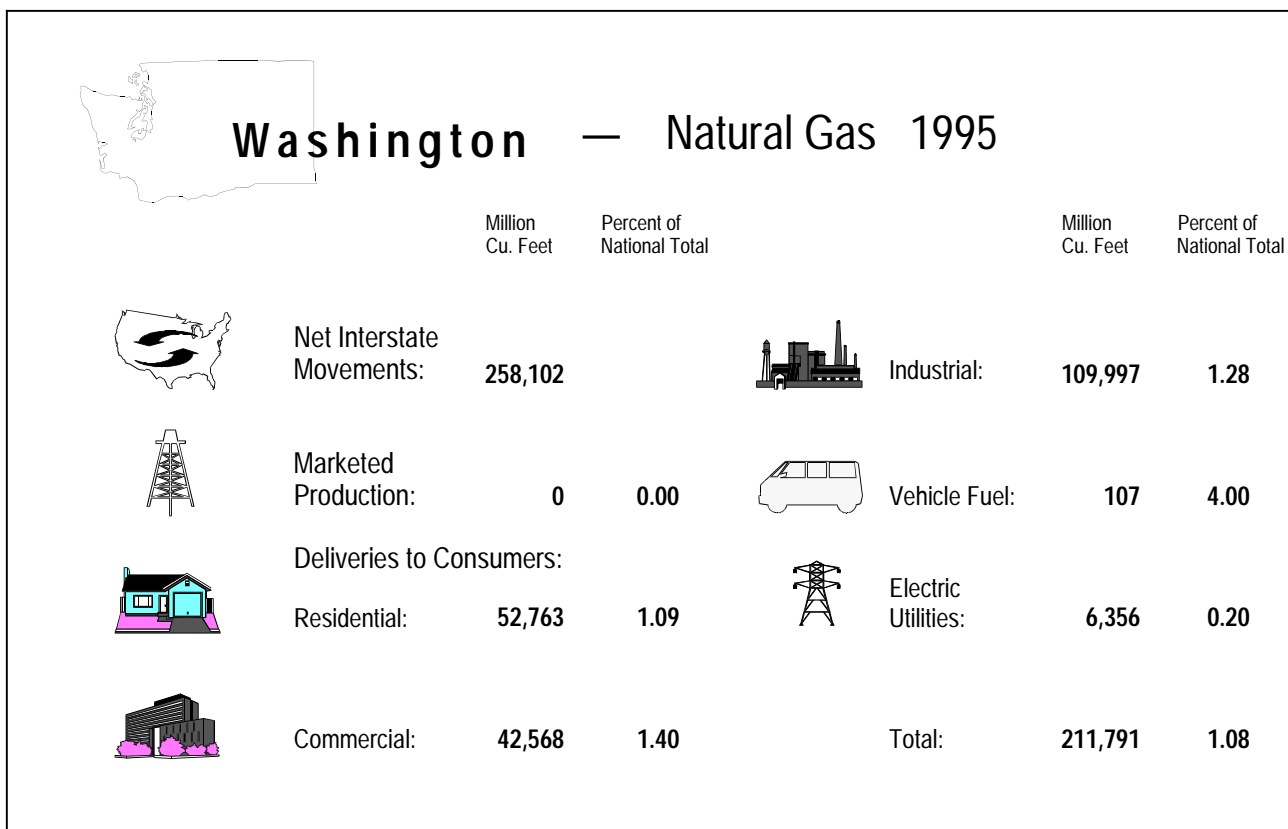 Washington — Natural Gas 1995
Million Cu. Feet
Percent of National Total
Million Cu. Feet
Percent of National Total
Net Interstate
Movements: 258,102
Marketed
Production: 0 0.00
Deliveries to Consumers:
Residential: 52,763 1.09
Commercial: 42,568 1.40
Industrial: 109,997 1.28
Vehicle Fuel: 107 4.00
Electric
Utilities: 6,356 0.20
Total: 211,791 1.08